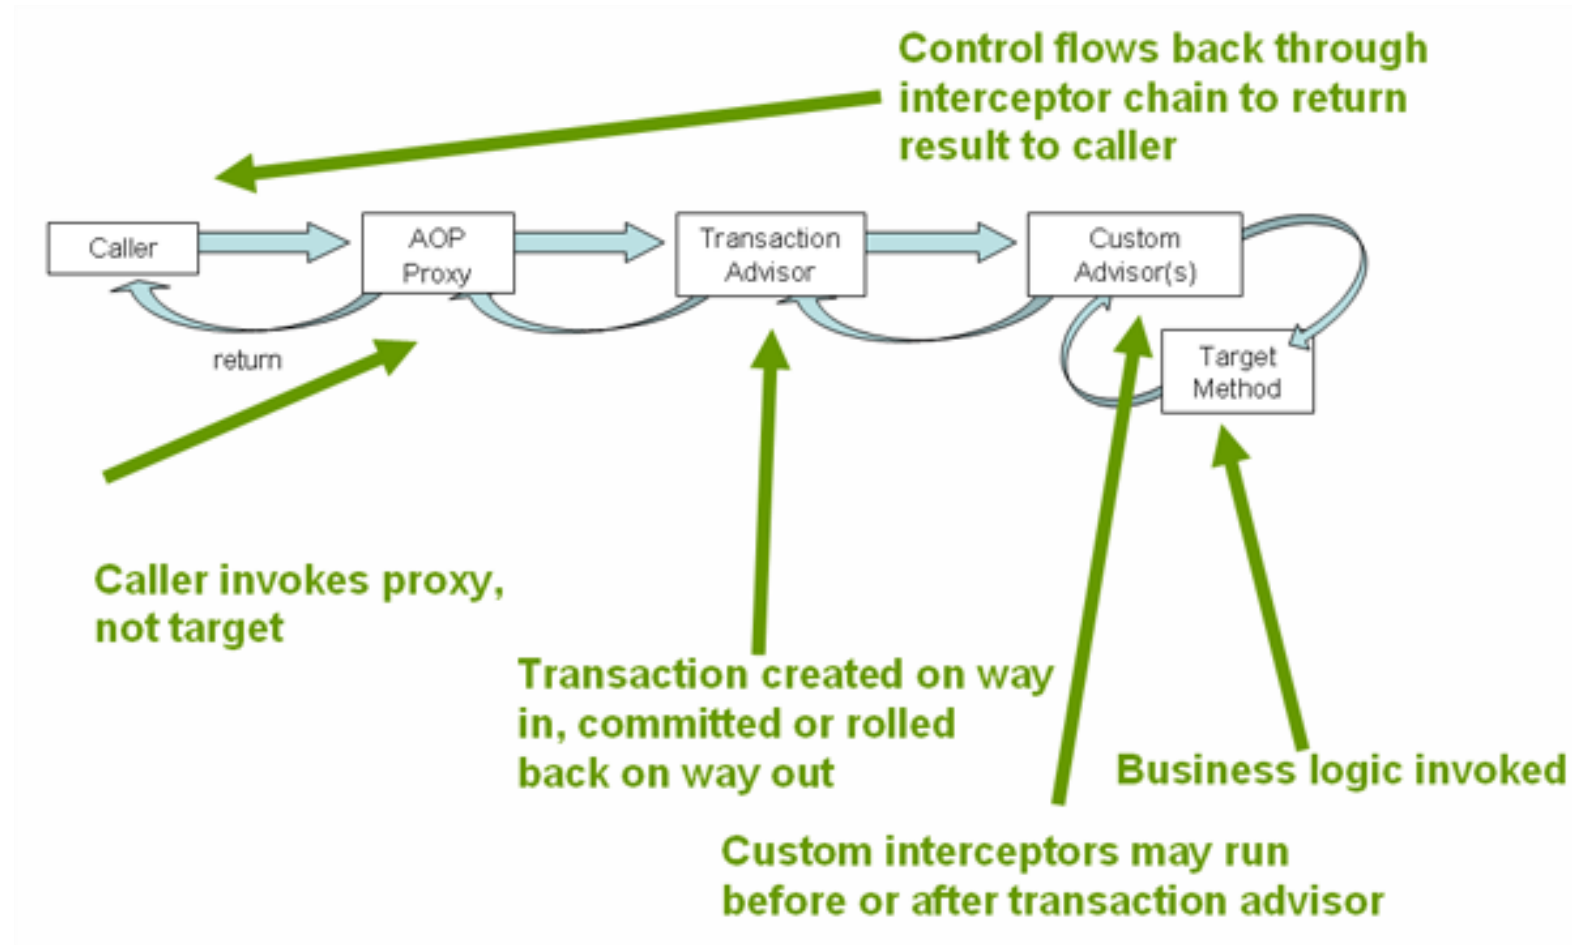 Control flows back through
interceptor chain to return
result to caller
Caller
AOP
Proxy
Transaction
Advisor
Custom
Advisor(s)
return
Target
Method
Caller invokes proxy,
not target
Transaction created on way
in, committed or rolled
back on way out
Business logic invoked
Custom interceptors may run
before or after transaction advisor